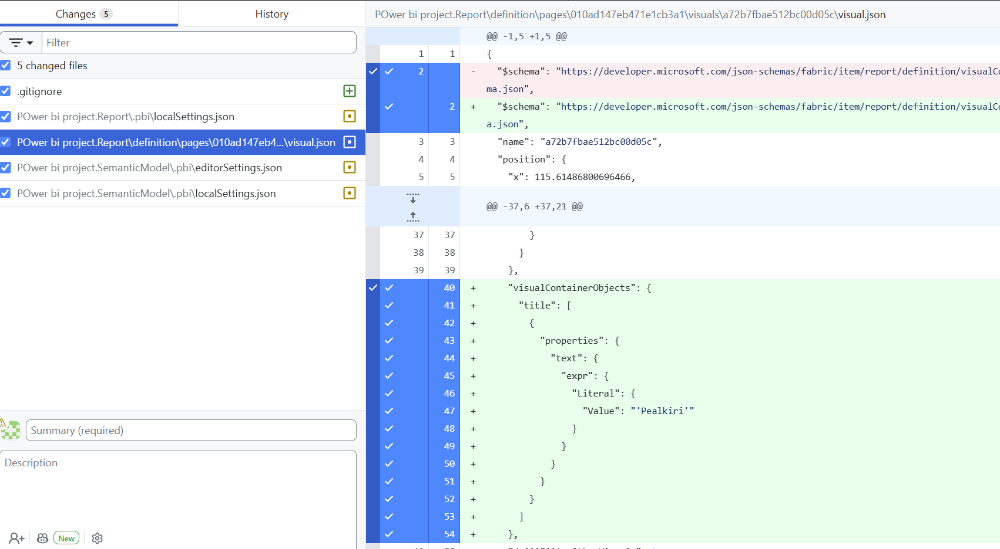 Changes 5
History
Filter
5 changed files
.gitignore
POwer bi project.Report\.pbi\localSettings.json
POwer bi project.Report\definition\pages\010ad147eb4...\visual.json
POwer bi project.SemanticModel\.pbi\editorSettings.json
POwer bi project.SemanticModel\.pbi\localSettings.json
Summary (required)
Description
New
POwer bi project.Report\definition\pages\010ad147eb471e1cb3a1\visuals\a72b7fbae512bc00d05c\visual.json
@@ -1,5 +1,5 @@
1 1 {
2 - "$schema": "https://developer.microsoft.com/json-schemas/fabric/item/report/definition/visualCo
ma.json",
2 + "$schema": "https://developer.microsoft.com/json-schemas/fabric/item/report/definition/visualCo
a.json",
3 3 "name": "a72b7fbae512bc00d05c",
4 4 "position": {
5 5 "x": 115.61486800696466,
@@ -37,6 +37,21 @@
37 37 }
38 38 }
39 39 },
40 + "visualContainerObjects": {
41 + "title": [
42 + {
43 + "properties": {
44 + "text": {
45 + "expr": {
46 + "Literal": {
47 + "Value": "'Pealkiri'"
48 + }
49 + }
50 + }
51 + }
52 + }
53 + ]
54 + },